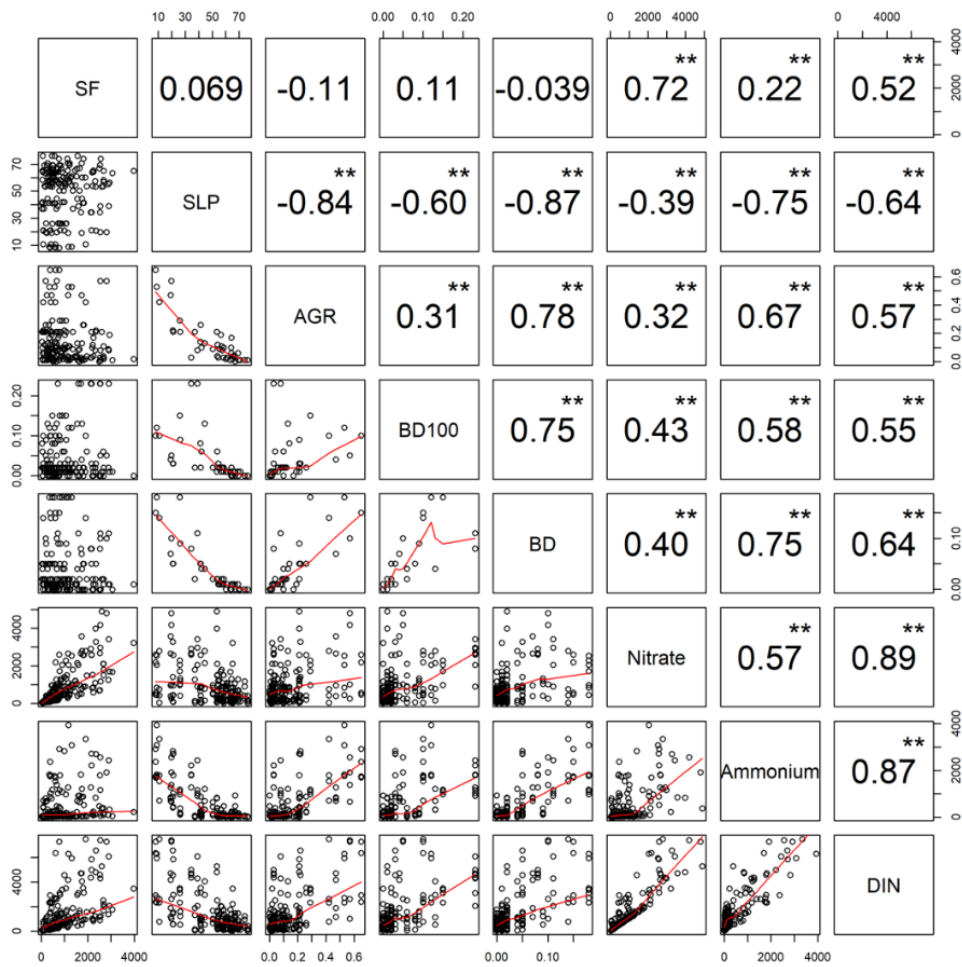 10 30 50 70
0.00 0.10 0.20
0 2000 4000
0 4000
SF 0.069 -0.11 0.11 -0.039 0.72** 0.22** 0.52**
0 2000 4000
10 30 50 70
SLP -0.84** -0.60** -0.87** -0.39** -0.75** -0.64**
AGR 0.31** 0.78** 0.32** 0.67** 0.57**
0.0 0.2 0.4 0.6
0.00 0.10 0.20
BD100 0.75** 0.43** 0.58** 0.55**
BD 0.40** 0.75** 0.64**
0.00 0.10
0 2000 4000
Nitrate 0.57** 0.89**
Ammonium 0.87**
0 2000 4000
0 4000
DIN
0 2000 4000
0.0 0.2 0.4 0.6
0.00 0.10
0 2000 4000